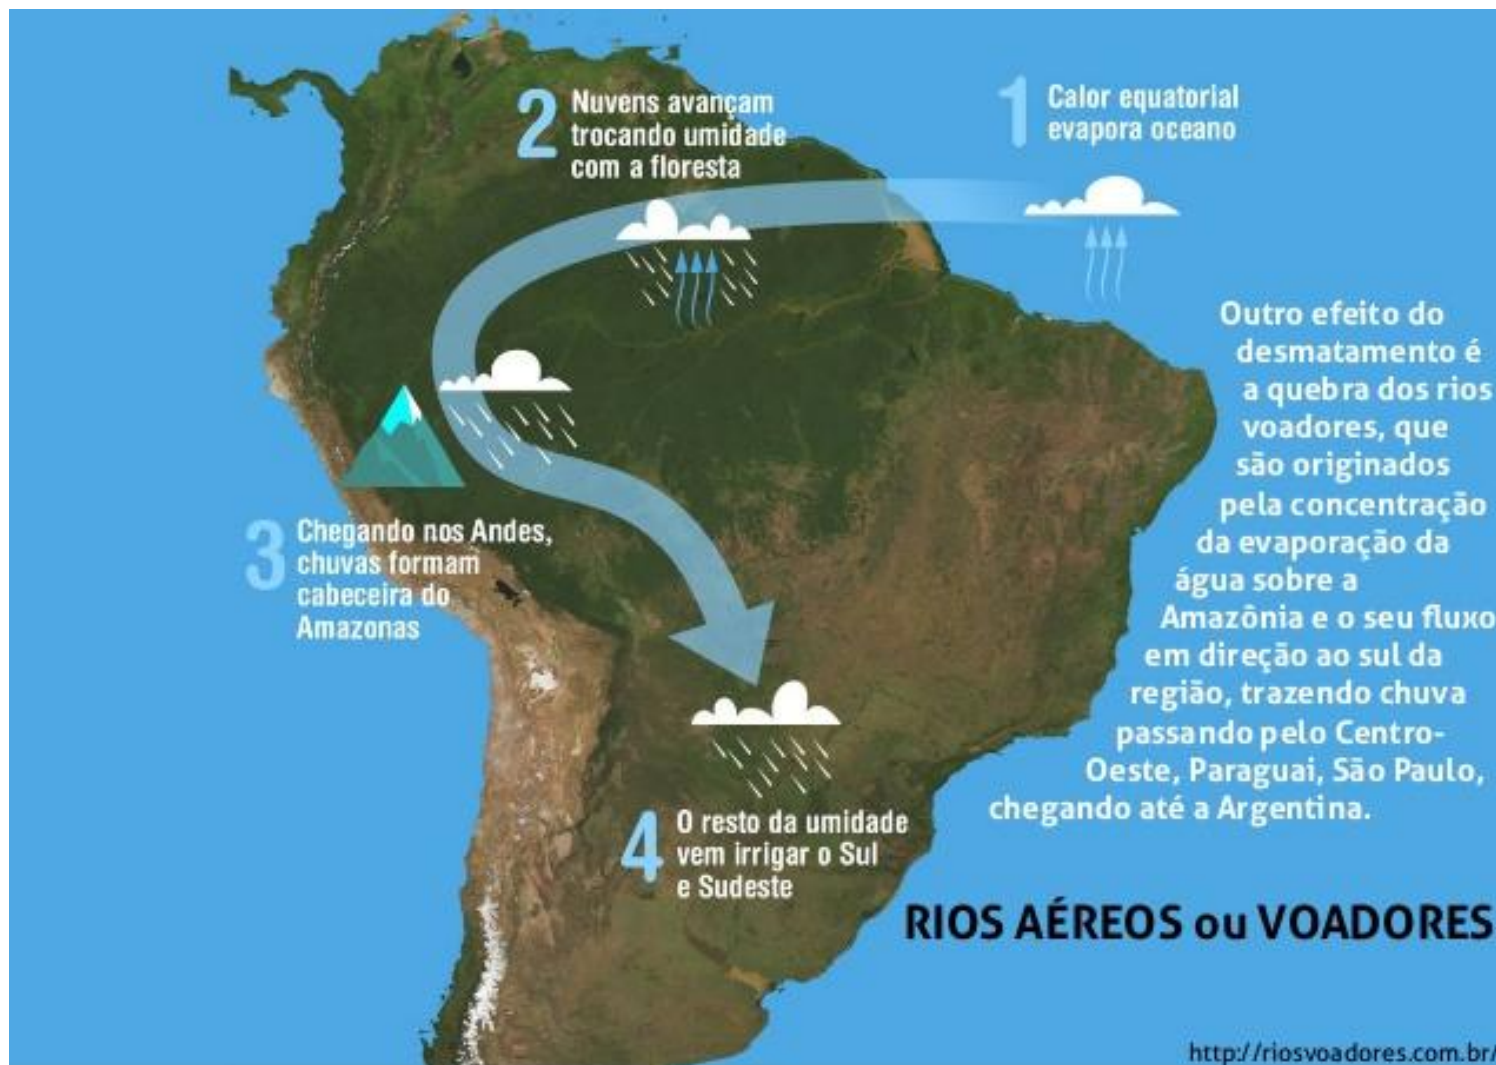 1
Calor equatorial
evapora oceano
2
Nuvens avançam
trocando umidade
com a floresta
3
Chegando nos Andes,
chuvas formam
cabeceira do
Amazonas
4
O resto da umidade
vem irrigar o Sul
e Sudeste
Outro efeito do
desmatamento é
a quebra dos rios
voadores, que
são originados
pela concentração
da evaporação da
água sobre a
Amazônia e o seu fluxo
em direção ao sul da
região, trazendo chuva
passando pelo Centro-
Oeste, Paraguai, São Paulo,
chegando até a Argentina.
RIOS AÉREOS ou VOADORES
http://riosvoadores.com.br/